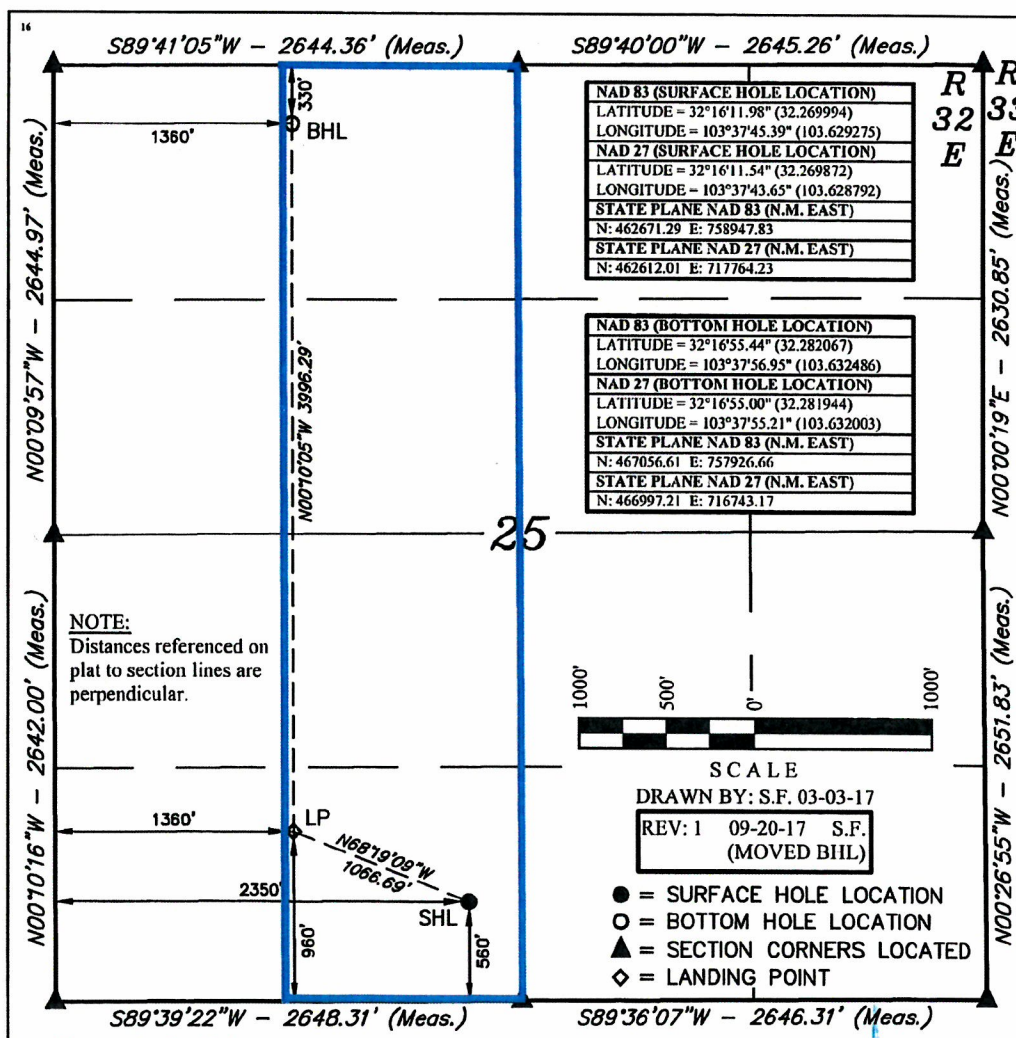 16
S89°41'05"W - 2644.36' (Meas.)
S89°40'00"W - 2645.26' (Meas.)
330'
1360'
BHL
NAD 83 (SURFACE HOLE LOCATION)
LATITUDE = 32°16'11.98" (32.269994)
LONGITUDE = 103°37'45.39" (103.629275)
NAD 27 (SURFACE HOLE LOCATION)
LATITUDE = 32°16'11.54" (32.269872)
LONGITUDE = 103°37'43.65" (103.628792)
STATE PLANE NAD 83 (N.M. EAST)
N: 462671.29 E: 758947.83
STATE PLANE NAD 27 (N.M. EAST)
N: 462612.01 E: 717764.23
R
32
E
R
33
E
N00°09'57"W - 2644.97' (Meas.)
N00°10'05"W 3996.29'
NAD 83 (BOTTOM HOLE LOCATION)
LATITUDE = 32°16'55.44" (32.282067)
LONGITUDE = 103°37'56.95" (103.632486)
NAD 27 (BOTTOM HOLE LOCATION)
LATITUDE = 32°16'55.00" (32.281944)
LONGITUDE = 103°37'55.21" (103.632003)
STATE PLANE NAD 83 (N.M. EAST)
N: 467056.61 E: 757926.66
STATE PLANE NAD 27 (N.M. EAST)
N: 466997.21 E: 716743.17
N00°00'19"E - 2630.85' (Meas.)
25
NOTE:
Distances referenced on
plat to section lines are
perpendicular.
N00°10'16"W - 2642.00' (Meas.)
1360'
LP
N68°19'09"W
1066.69'
2350'
SHL
960'
560'
1000' 500' 0' 1000'
SCALE
DRAWN BY: S.F. 03-03-17
REV: 1 09-20-17 S.F.
(MOVED BHL)
= SURFACE HOLE LOCATION
= BOTTOM HOLE LOCATION
= SECTION CORNERS LOCATED
= LANDING POINT
N00°26'55"W - 2651.83' (Meas.)
S89°39'22"W - 2648.31' (Meas.)
S89°36'07"W - 2646.31' (Meas.)